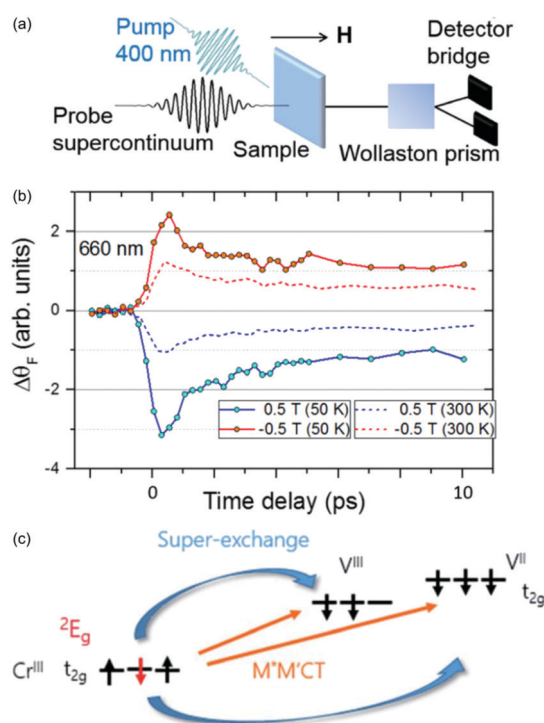 (a)
Pump
400 nm
H
Detector
bridge
Probe
supercontinuum
Sample
Wollaston prism
(b)
660 nm
2
0
-2
-4
ΔθF (arb. units)
0.5 T (50 K) 0.5 T (300 K)
-0.5 T (50 K) -0.5 T (300 K)
0 5 10
Time delay (ps)
(c)
Super-exchange
VIII
VII
t2g
2Eg
CrIII t2g
M*M'CT